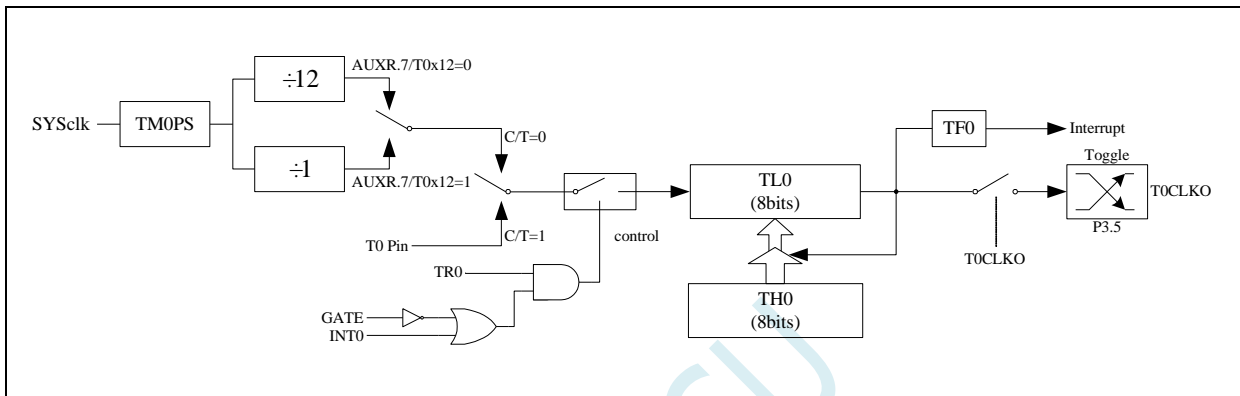 AUXR.7/T0x12=0
÷12
SYSclk
TM0PS
C/T=0
÷1
AUXR.7/T0x12=1
T0 Pin
C/T=1
control
TR0
GATE
INT0
TL0
(8bits)
TH0
(8bits)
TF0
Interrupt
Toggle
T0CLKO
P3.5
T0CLKO